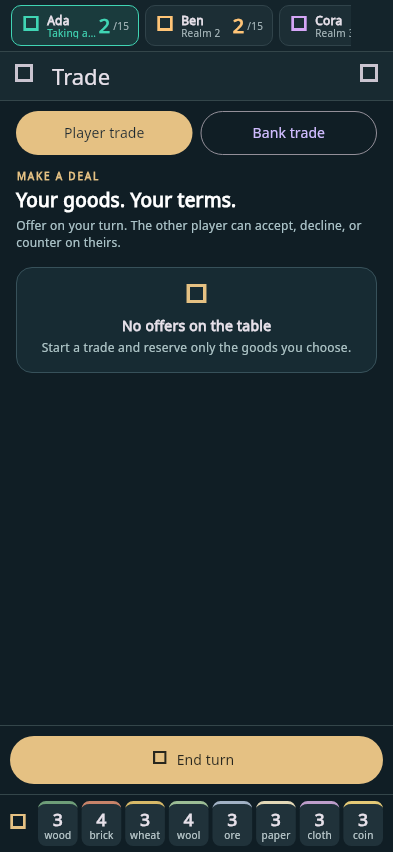 Ada
Taking a...
2 /15
Ben
Realm 2
2 /15
Cora
Realm 3
Trade
Player trade
Bank trade
MAKE A DEAL
Your goods. Your terms.
Offer on your turn. The other player can accept, decline, or
counter on theirs.
No offers on the table
Start a trade and reserve only the goods you choose.
End turn
3 4 3 4 3 3 3 3
wood brick wheat wool ore paper cloth coin